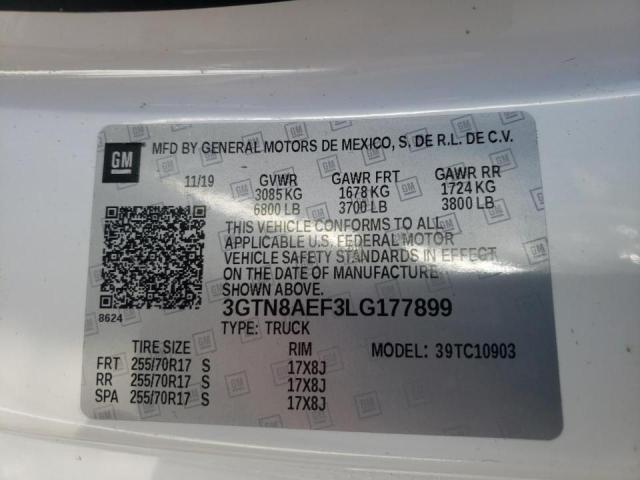 GM
MFD BY GENERAL MOTORS DE MEXICO, S. DE R.L. DE C.V.
11/19 GVWR GAWR FRT GAWR RR
3085 KG 1678 KG 1724 KG
6800 LB 3700 LB 3800 LB
THIS VEHICLE CONFORMS TO ALL
APPLICABLE U.S. FEDERAL MOTOR
VEHICLE SAFETY STANDARDS IN EFFECT
ON THE DATE OF MANUFACTURE
SHOWN ABOVE.
8624
3GTN8AEF3LG177899
TYPE: TRUCK
TIRE SIZE RIM MODEL: 39TC10903
FRT 255/70R17 S 17X8J
RR 255/70R17 S 17X8J
SPA 255/70R17 S 17X8J